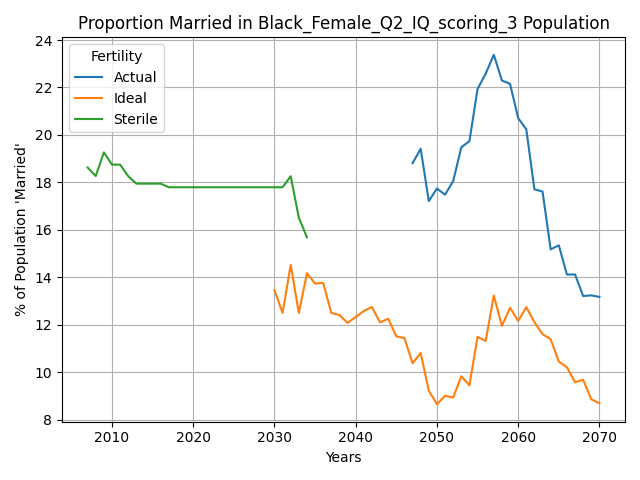 Proportion Married in Black_Female_Q2_IQ_scoring_3 Population
24
22
20
18
16
14
12
10
8
% of Population 'Married'
Fertility
Actual
Ideal
Sterile
2010
2020
2030
2040
2050
2060
2070
Years